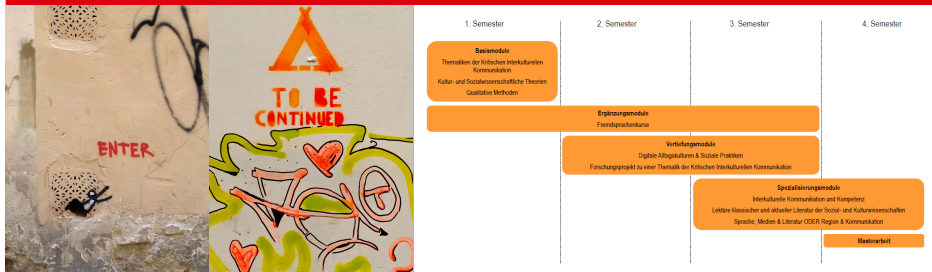 ENTER
TO BE
CONTINUED
1. Semester
2. Semester
3. Semester
4. Semester
Basismodule
Thematiken der Kritischen Interkulturellen
Kommunikation
Kultur- und Sozialwissenschaftliche Theorien
Qualitative Methoden
Ergänzungsmodule
Fremdsprachenkurse
Vertiefungsmodule
Digitale Alltagskulturen & Soziale Praktiken
Forschungsprojekt zu einer Thematik der Kritischen Interkulturellen Kommunikation
Spezialisierungsmodule
Interkulturelle Kommunikation und Kompetenz
Lektüre klassischer und aktueller Literatur der Sozial- und Kulturwissenschaften
Sprache, Medien & Literatur ODER Region & Kommunikation
Masterarbeit